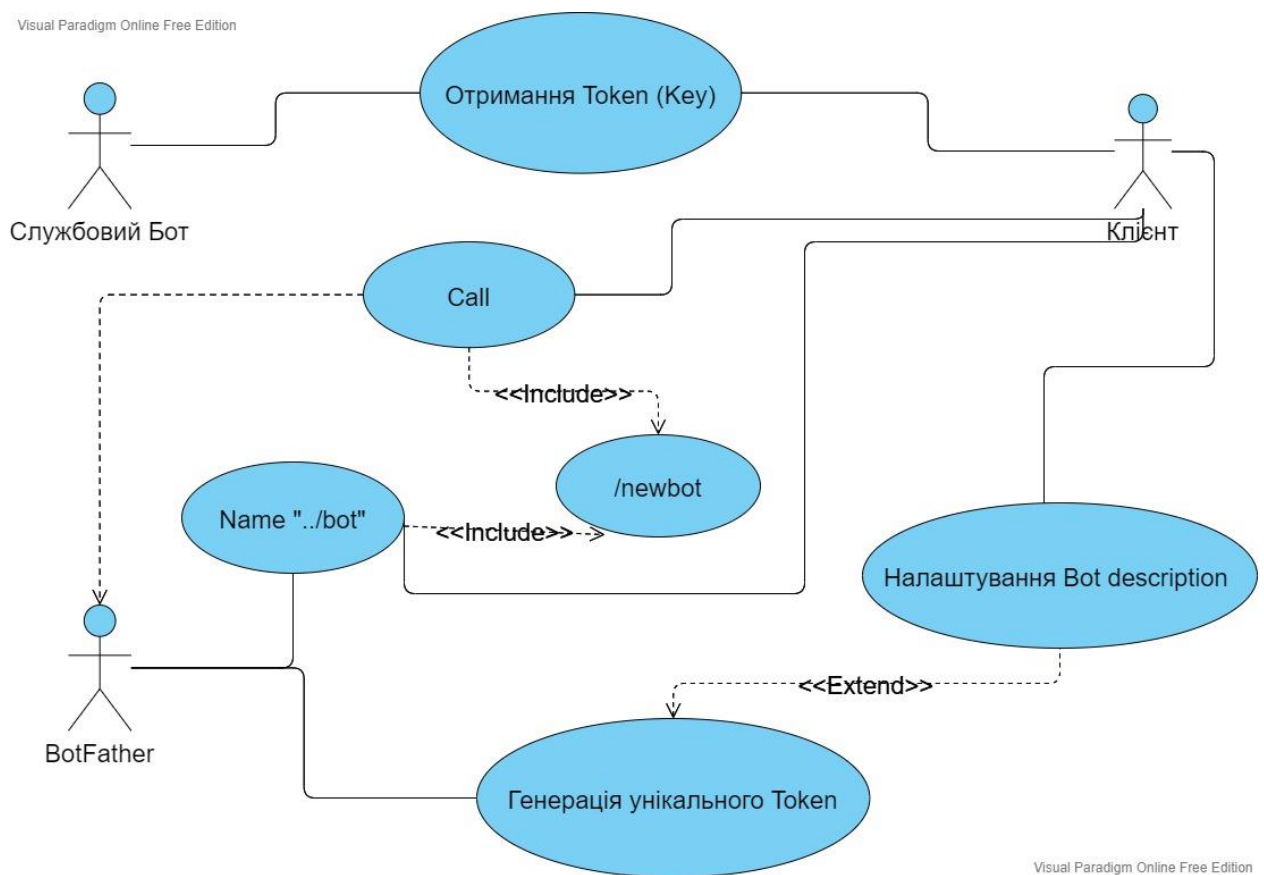 Visual Paradigm Online Free Edition
Отримання Token (Key)
Службовий Бот
Клієнт
Call
<<Include>>
/newbot
Name "../bot"
<<Include>>
Налаштування Bot description
<<Extend>>
BotFather
Генерація унікального Token
Visual Paradigm Online Free Edition